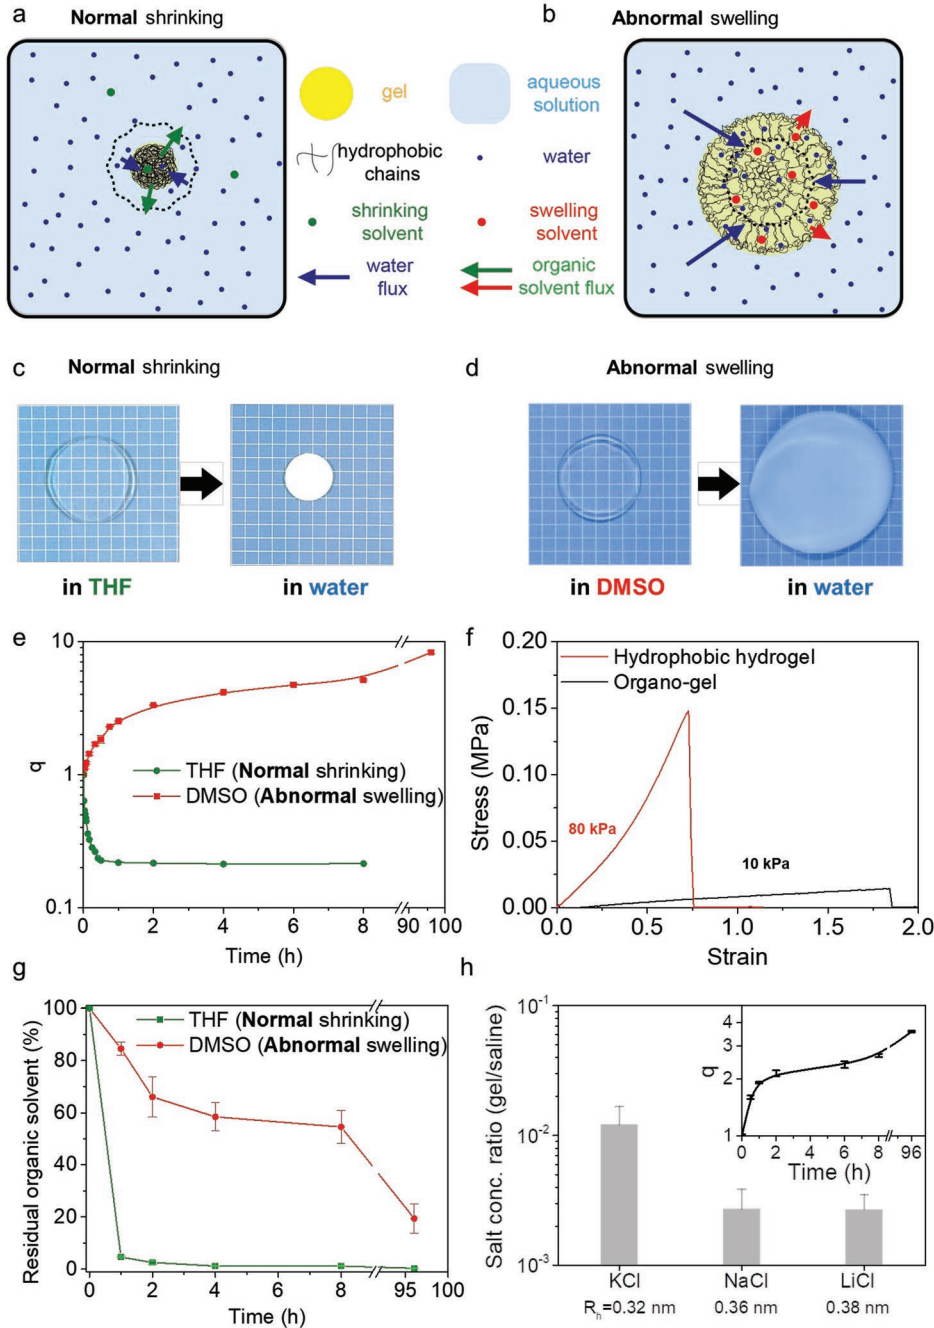 a
Normal shrinking
b
Abnormal swelling
gel
aqueous
solution
hydrophobic
chains
water
shrinking
solvent
swelling
solvent
water
flux
organic
solvent flux
c
Normal shrinking
d
Abnormal swelling
in THF
in water
in DMSO
in water
e
10
1
0.1
q
THF (Normal shrinking)
DMSO (Abnormal swelling)
0 2 4 6 8 90 100
Time (h)
f
0.20
0.15
0.10
0.05
0.00
Stress (MPa)
Hydrophobic hydrogel
Organo-gel
80 kPa
10 kPa
0.0 0.5 1.0 1.5 2.0
Strain
g
100
80
60
40
20
0
Residual organic solvent (%)
THF (Normal shrinking)
DMSO (Abnormal swelling)
0 2 4 6 8 95 100
Time (h)
h
10⁻¹
10⁻²
10⁻³
Salt conc. ratio (gel/saline)
4
3
2
1
q
0 2 4 6 8 96
Time (h)
KCl NaCl LiCl
Rₕ=0.32 nm 0.36 nm 0.38 nm